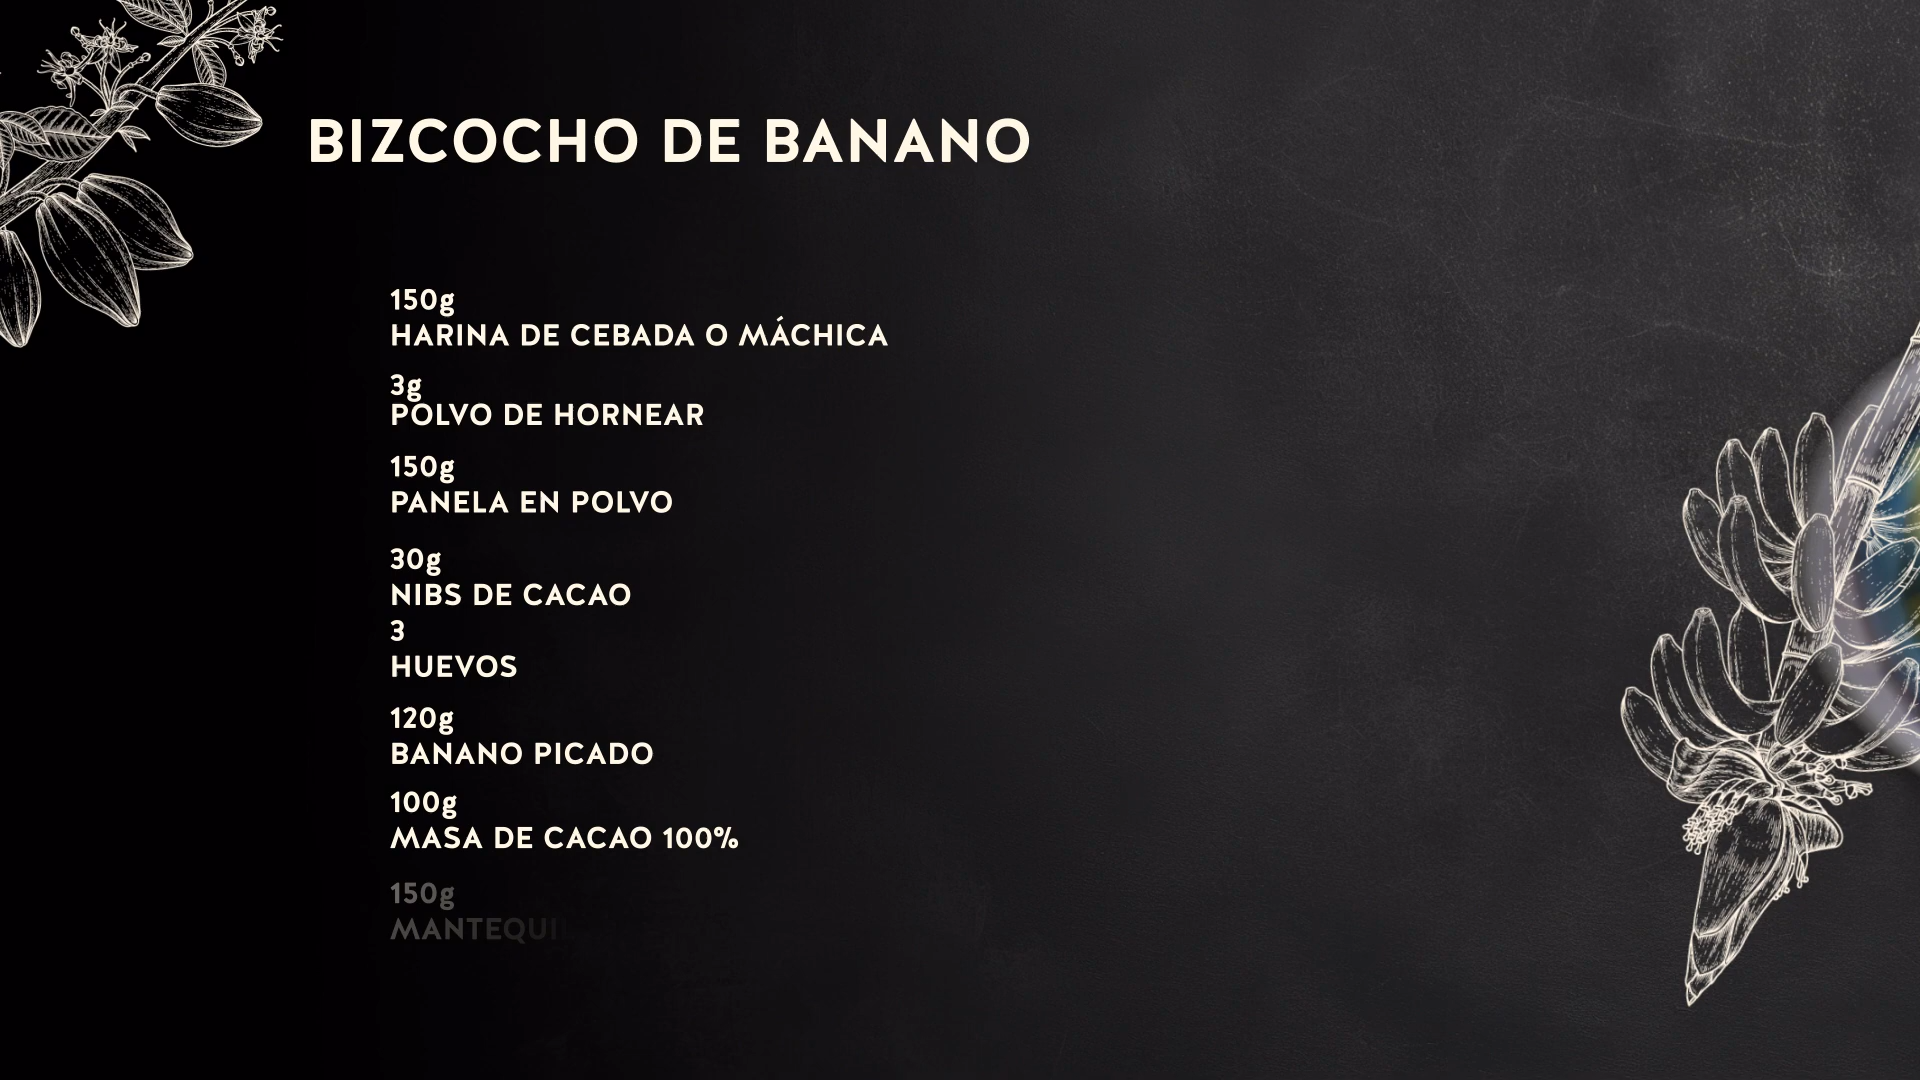 BIZCOCHO DE BANANO
150g
HARINA DE CEBADA O MÁCHICA
3g
POLVO DE HORNEAR
150g
PANELA EN POLVO
30g
NIBS DE CACAO
3
HUEVOS
120g
BANANO PICADO
100g
MASA DE CACAO 100%
150g